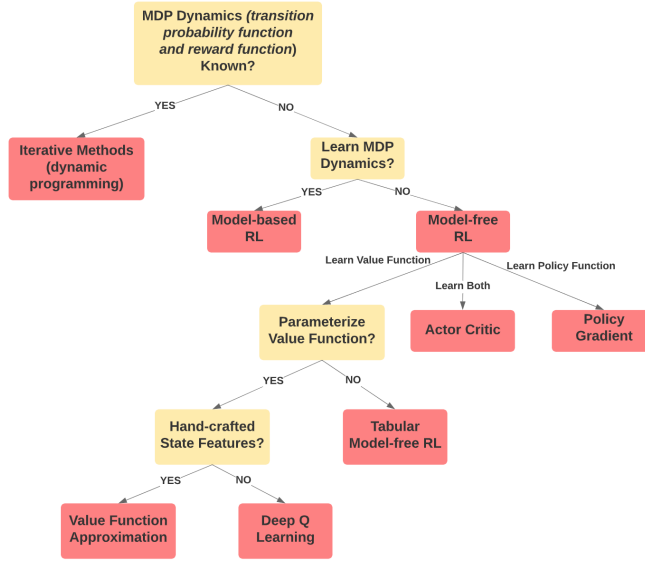 MDP Dynamics (transition
probability function
and reward function)
Known?
YES
NO
Iterative Methods
(dynamic
programming)
Learn MDP
Dynamics?
YES
NO
Model-based
RL
Model-free
RL
Learn Value Function
Learn Both
Learn Policy Function
Parameterize
Value Function?
Actor Critic
Policy
Gradient
YES
NO
Hand-crafted
State Features?
Tabular
Model-free RL
YES
NO
Value Function
Approximation
Deep Q
Learning